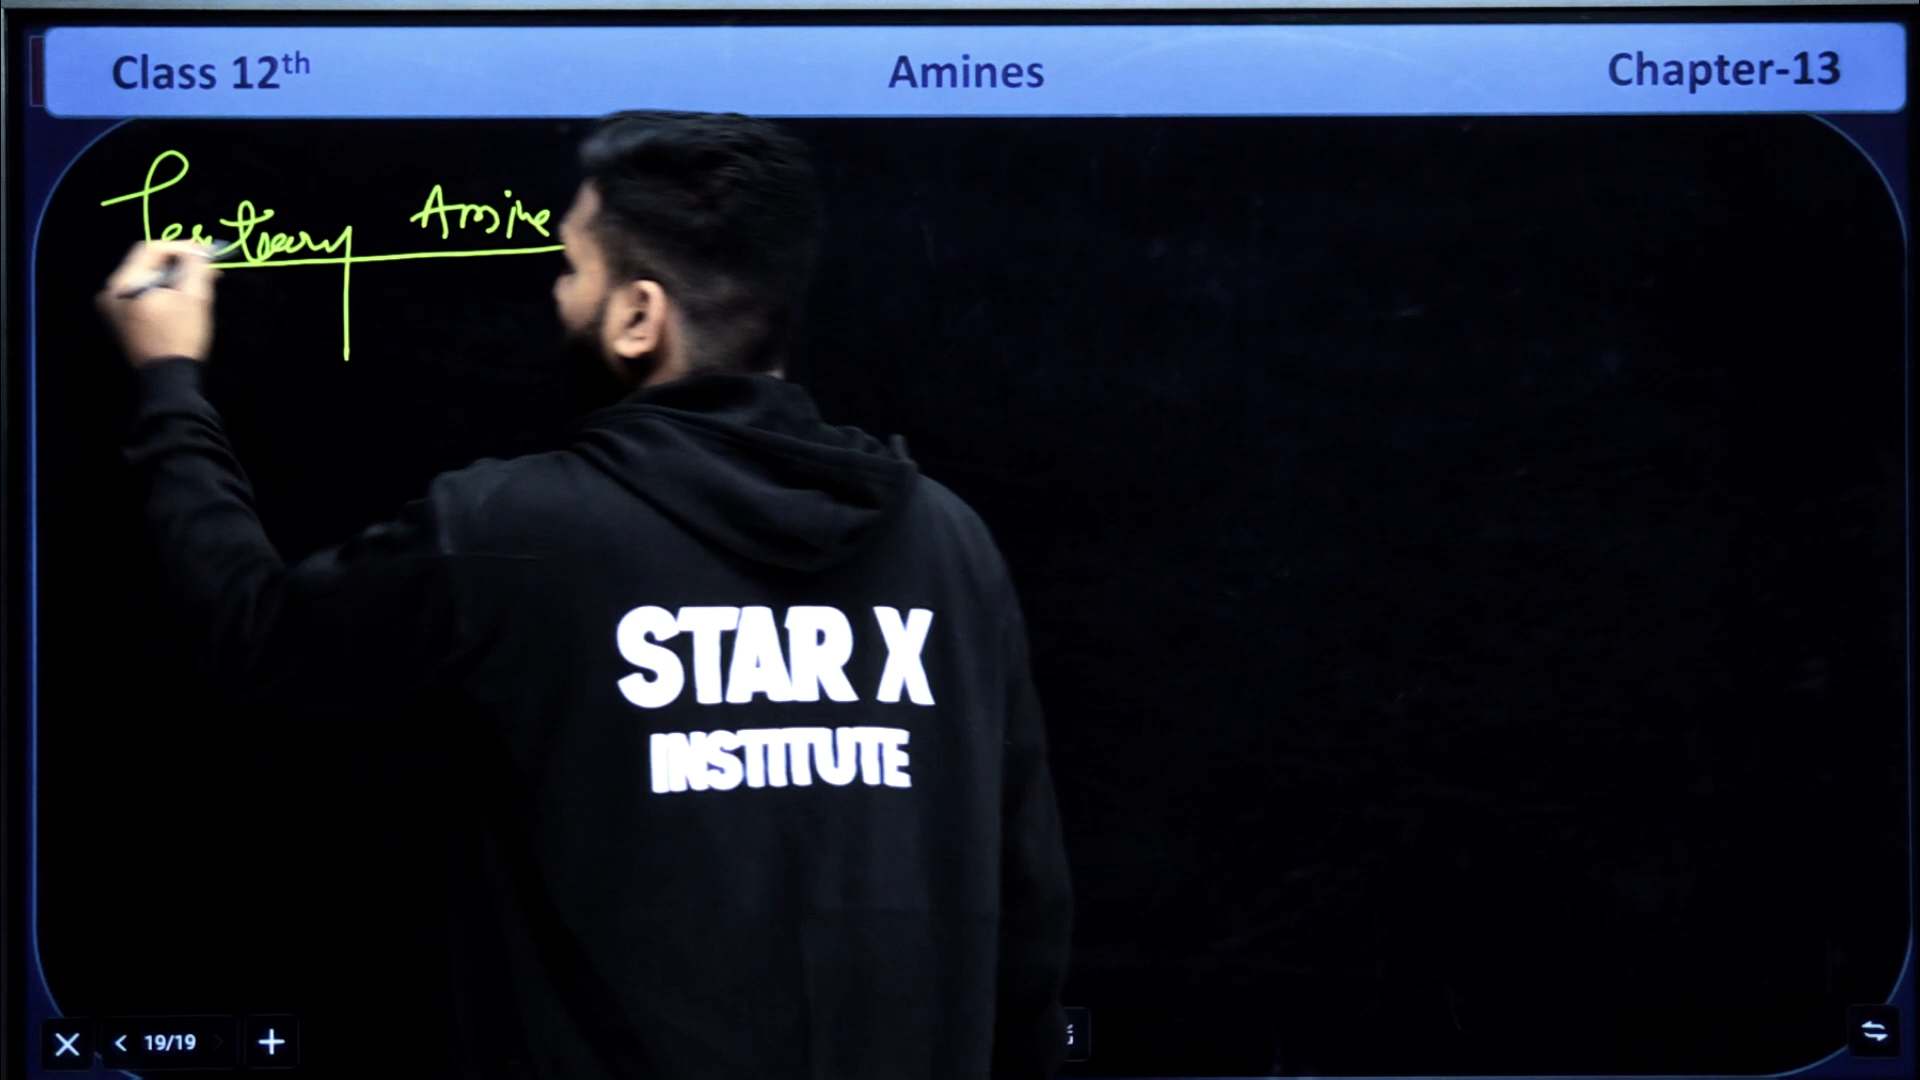 Class 12th Amines Chapter-13
Tertiary Amine
STAR X
INSTITUTE
19/19